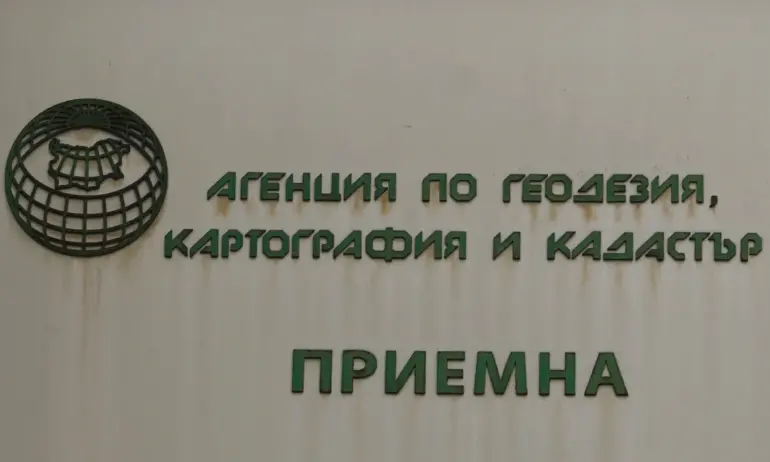 АГЕНЦИЯ ПО ГЕОДЕЗИЯ,
КАРТОГРАФИЯ И КАДАСТЪР
ПРИЕМНА